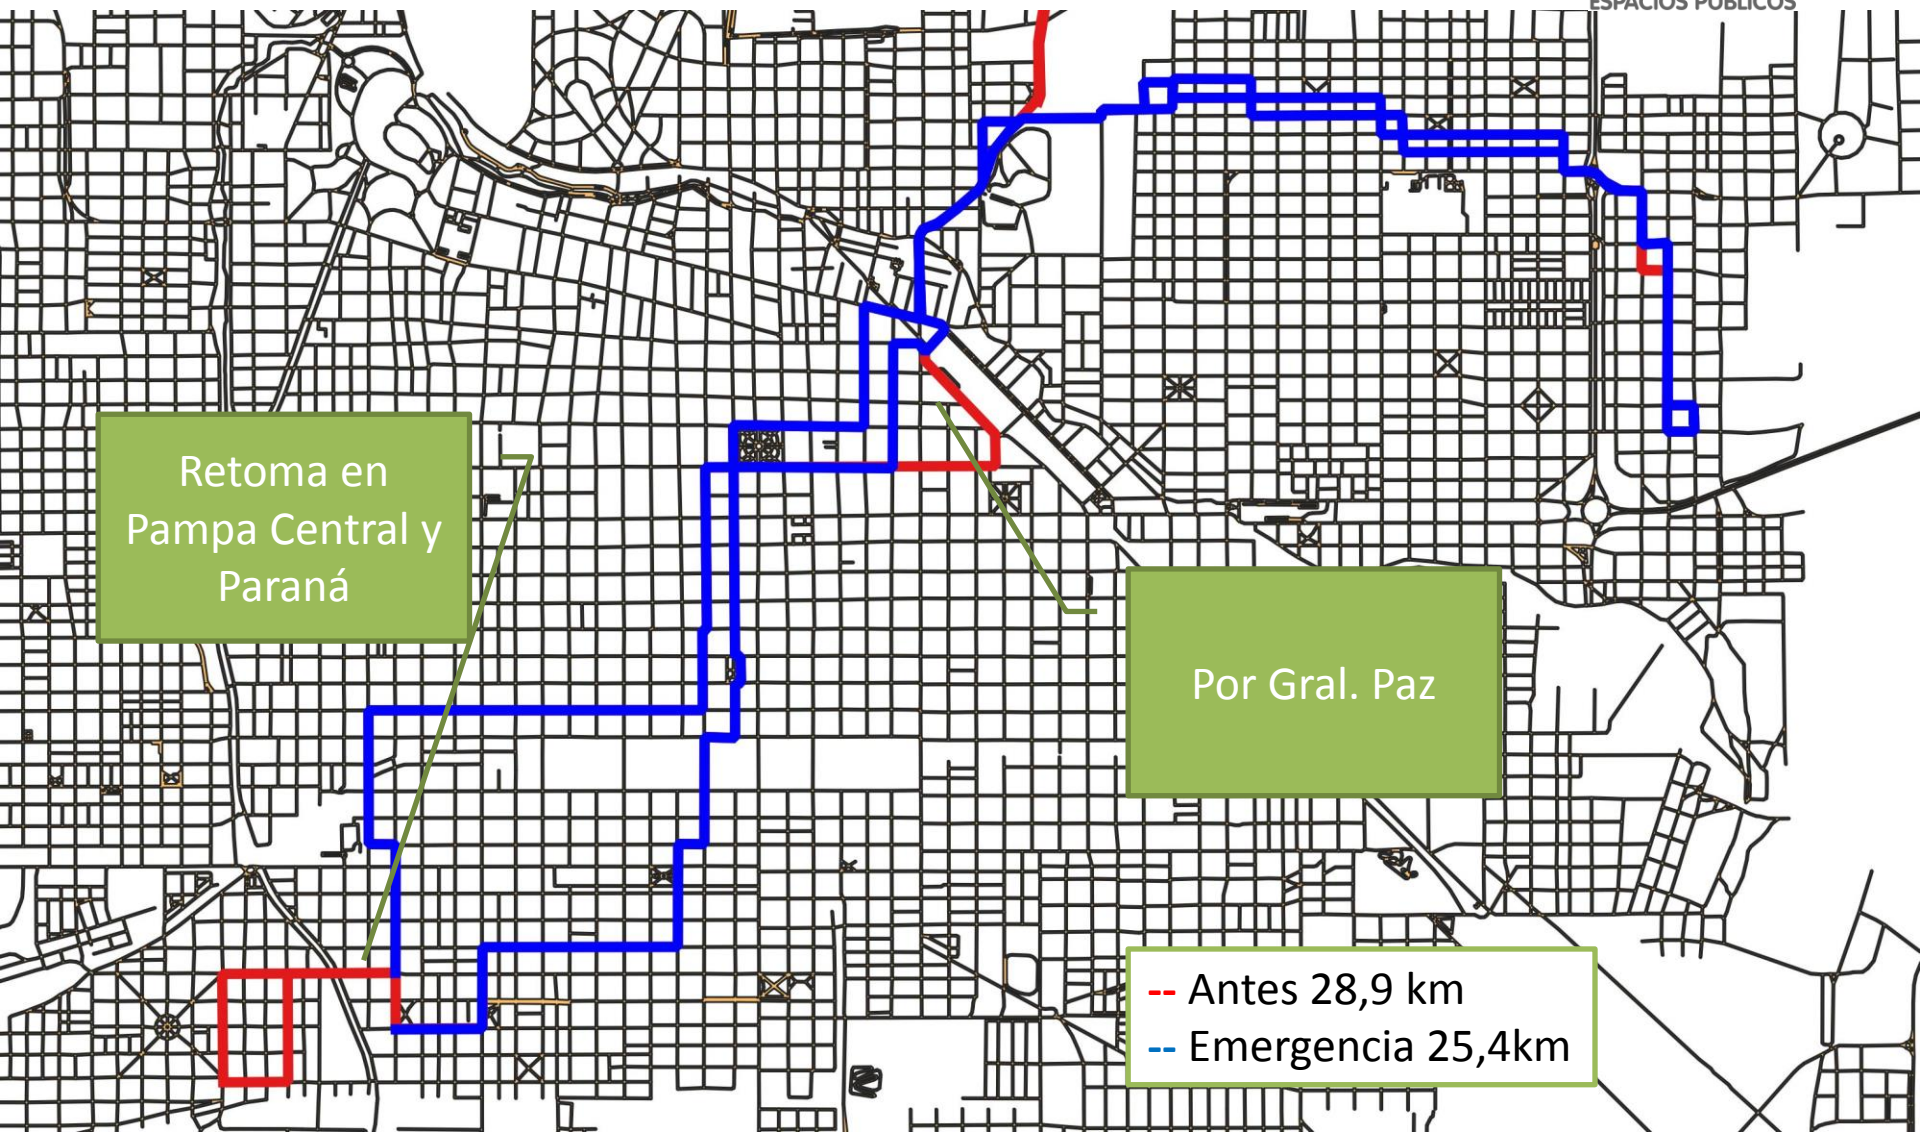 ESPACIOS PÚBLICOS
Retoma en
Pampa Central y
Paraná
Por Gral. Paz
-- Antes 28,9 km
-- Emergencia 25,4km